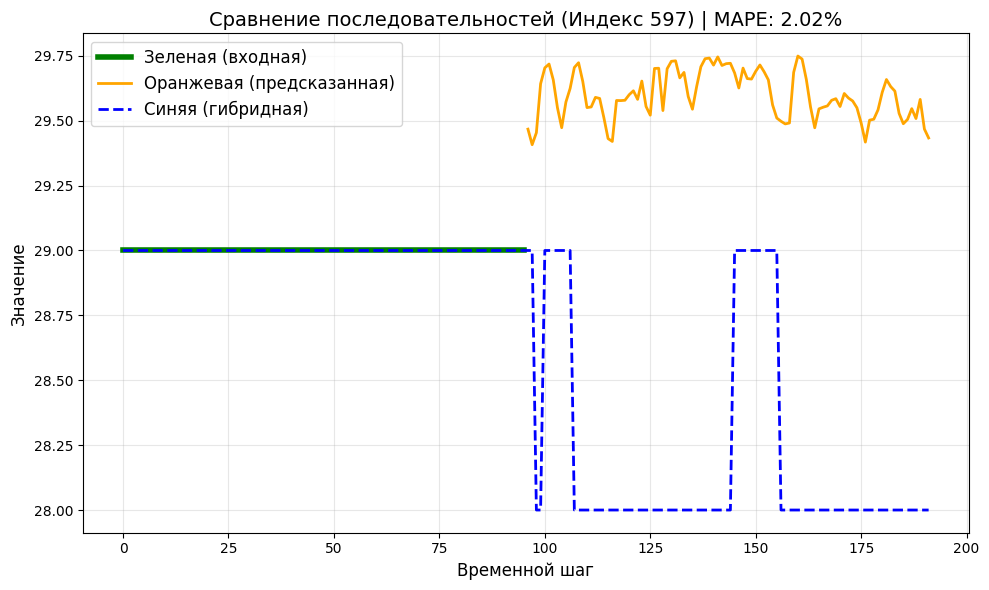 Сравнение последовательностей (Индекс 597) | MAPE: 2.02%
Зеленая (входная)
Оранжевая (предсказанная)
Синяя (гибридная)
Значение
29.75
29.50
29.25
29.00
28.75
28.50
28.25
28.00
0 25 50 75 100 125 150 175 200
Временной шаг